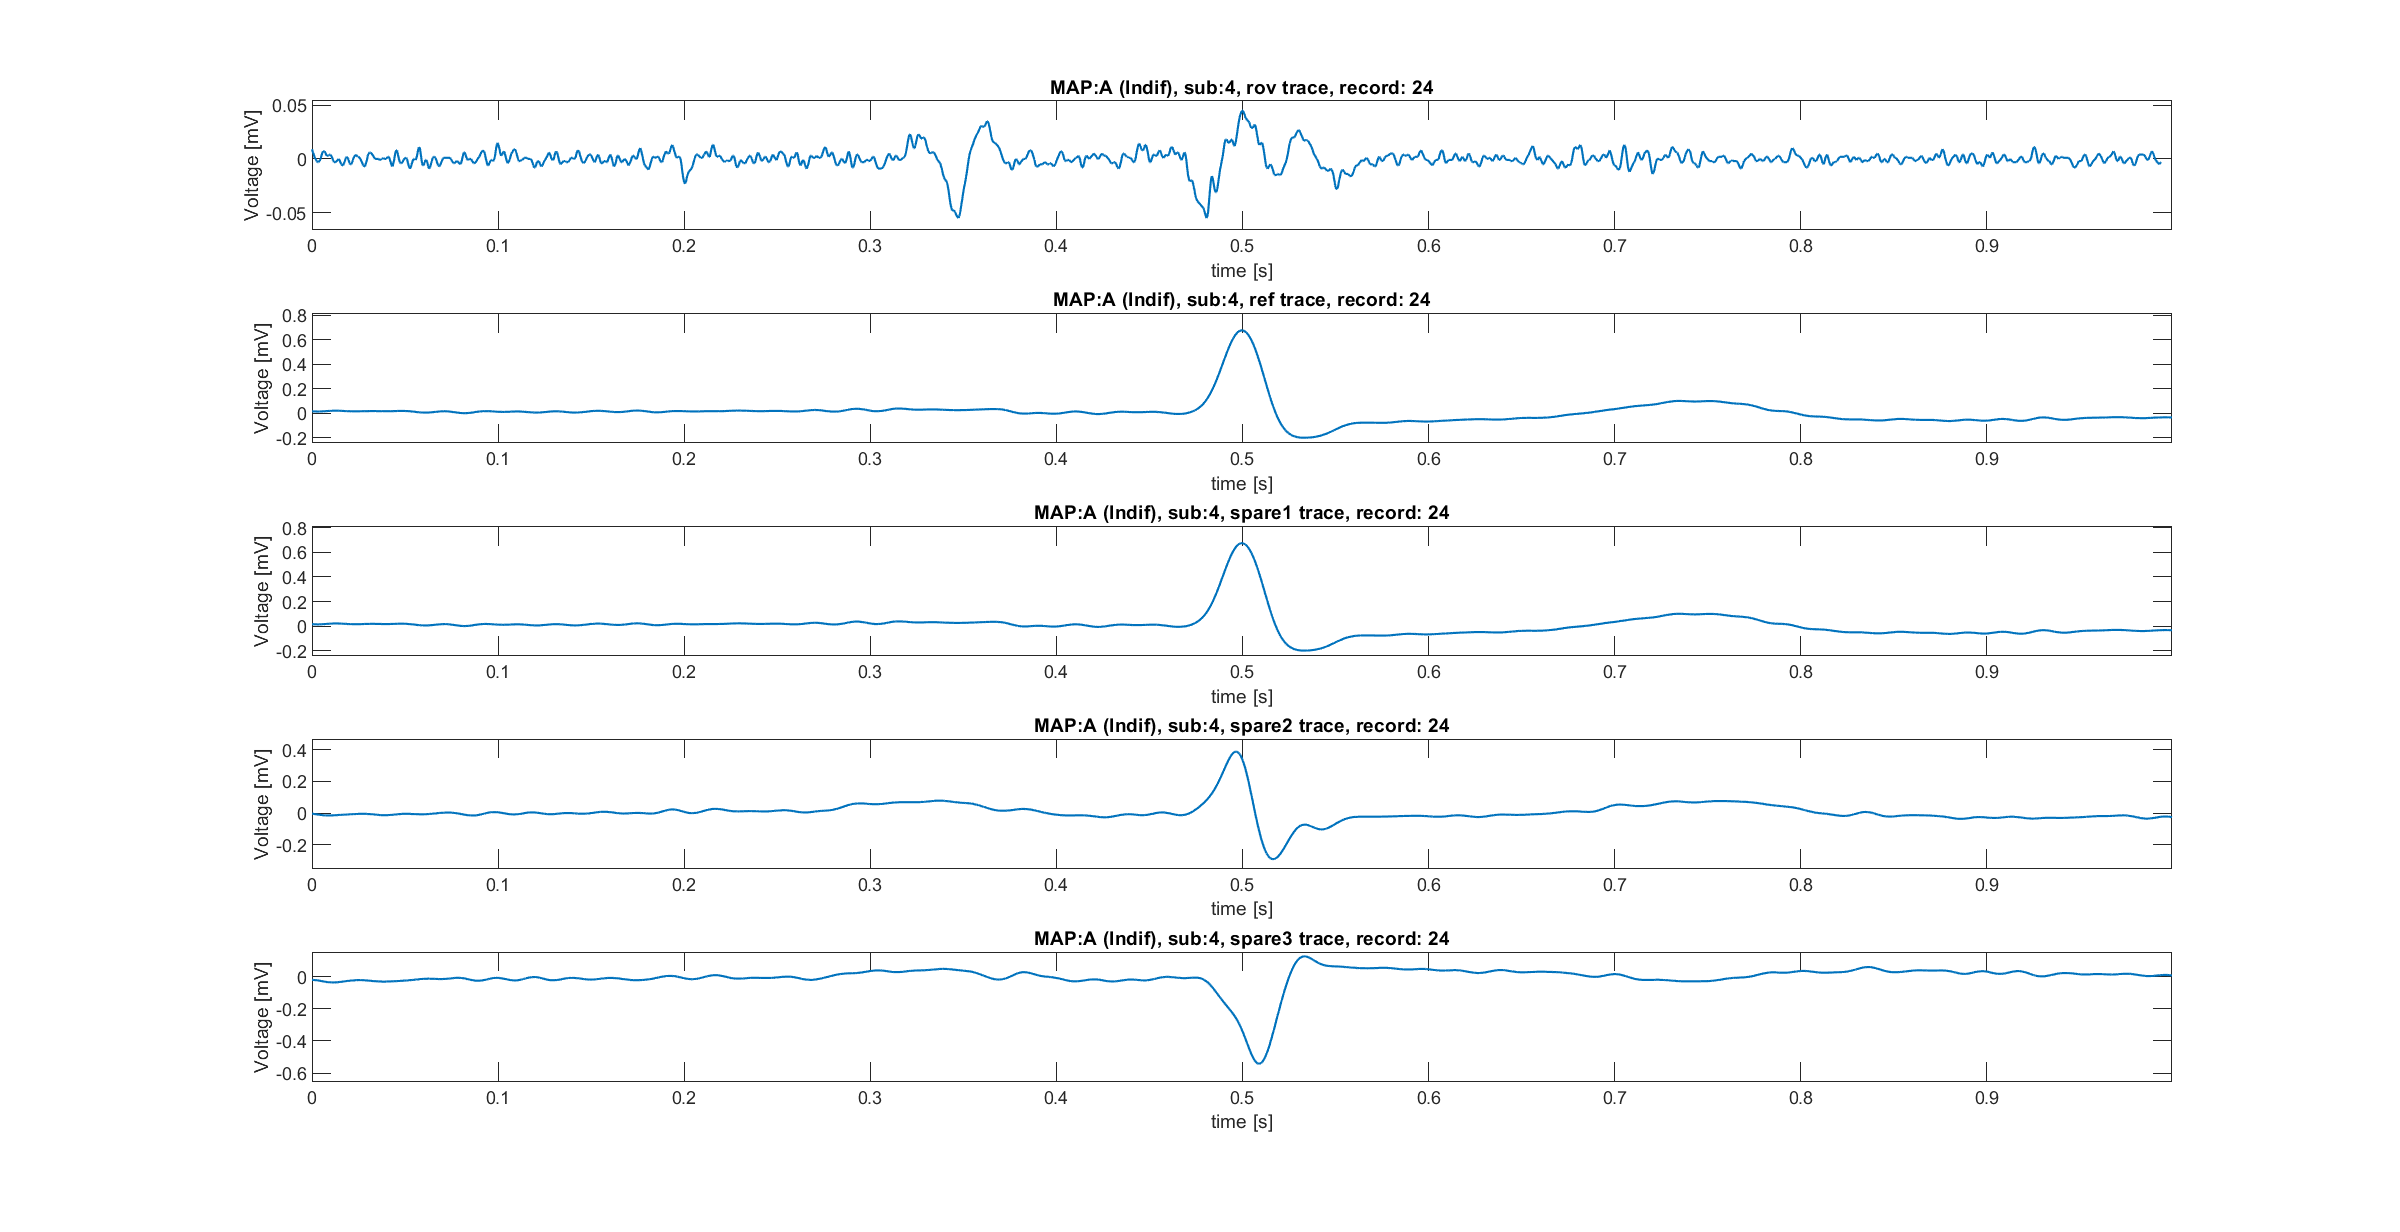 MAP:A (Indif), sub:4, rov trace, record: 24
Voltage [mV]
0.05
0
-0.05
0 0.1 0.2 0.3 0.4 0.5 0.6 0.7 0.8 0.9
time [s]
MAP:A (Indif), sub:4, ref trace, record: 24
Voltage [mV]
0.8
0.6
0.4
0.2
0
-0.2
0 0.1 0.2 0.3 0.4 0.5 0.6 0.7 0.8 0.9
time [s]
MAP:A (Indif), sub:4, spare1 trace, record: 24
Voltage [mV]
0.8
0.6
0.4
0.2
0
-0.2
0 0.1 0.2 0.3 0.4 0.5 0.6 0.7 0.8 0.9
time [s]
MAP:A (Indif), sub:4, spare2 trace, record: 24
Voltage [mV]
0.4
0.2
0
-0.2
0 0.1 0.2 0.3 0.4 0.5 0.6 0.7 0.8 0.9
time [s]
MAP:A (Indif), sub:4, spare3 trace, record: 24
Voltage [mV]
0
-0.2
-0.4
-0.6
0 0.1 0.2 0.3 0.4 0.5 0.6 0.7 0.8 0.9
time [s]